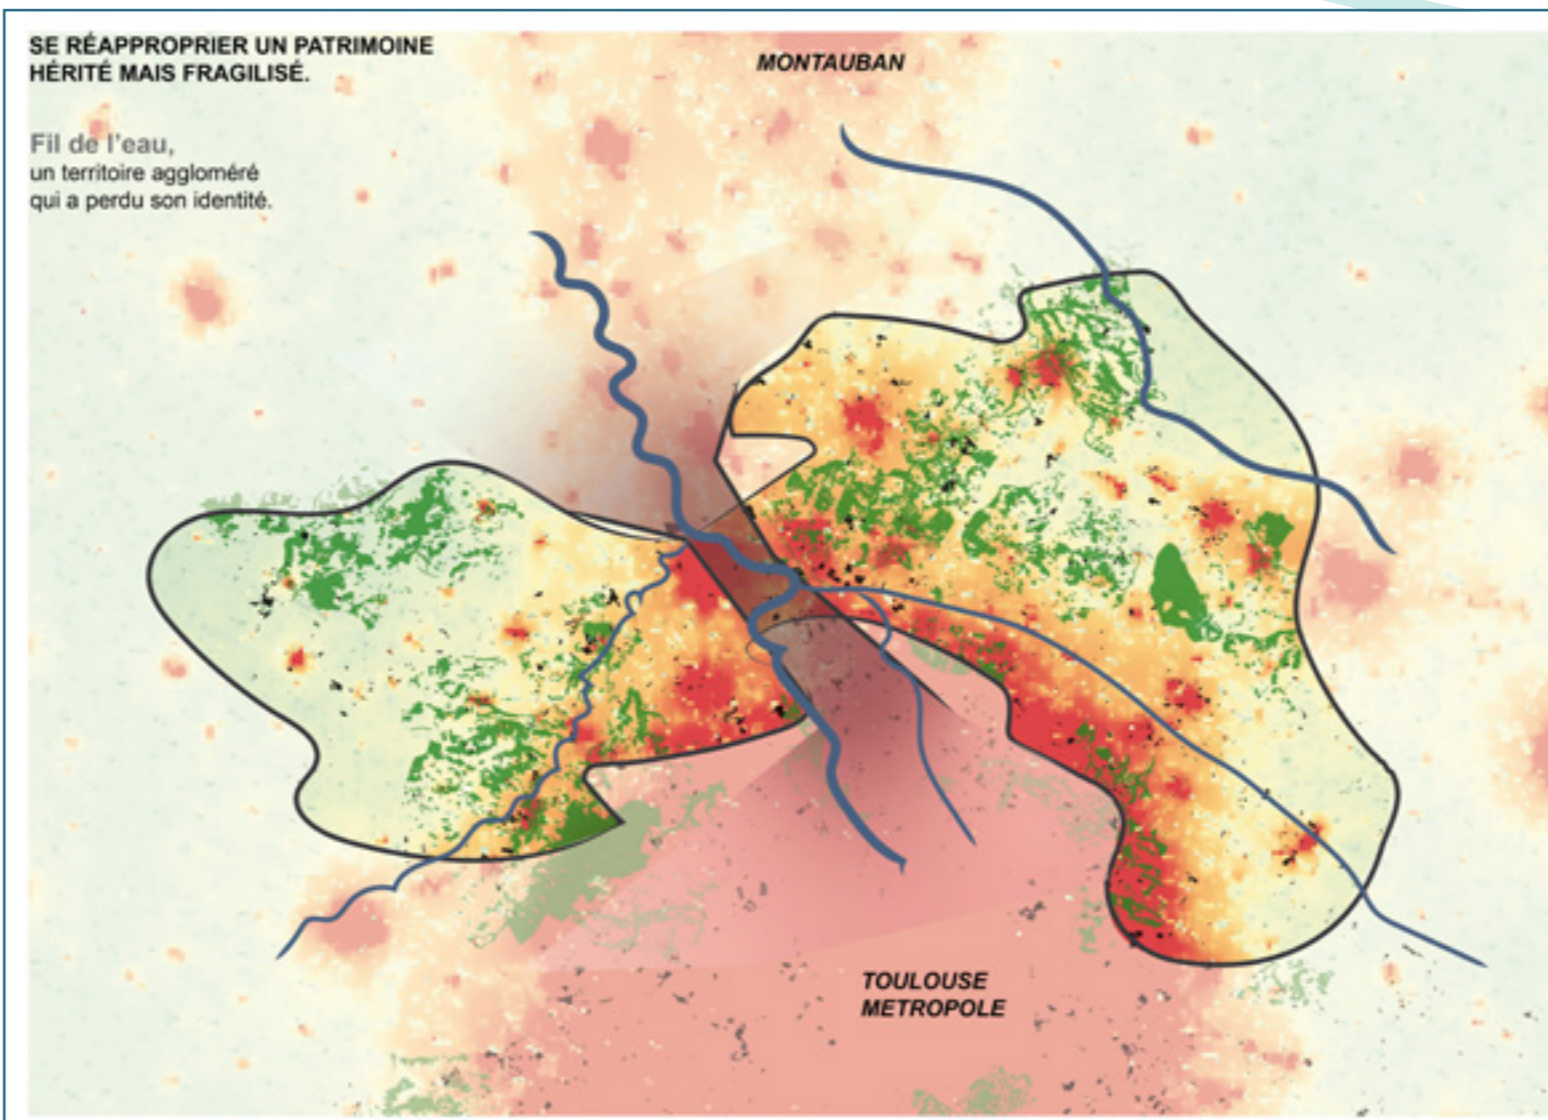 SE RÉAPPROPRIER UN PATRIMOINE
HÉRITÉ MAIS FRAGILISÉ.
MONTAUBAN
Fil de l'eau,
un territoire aggloméré
qui a perdu son identité.
TOULOUSE
METROPOLE